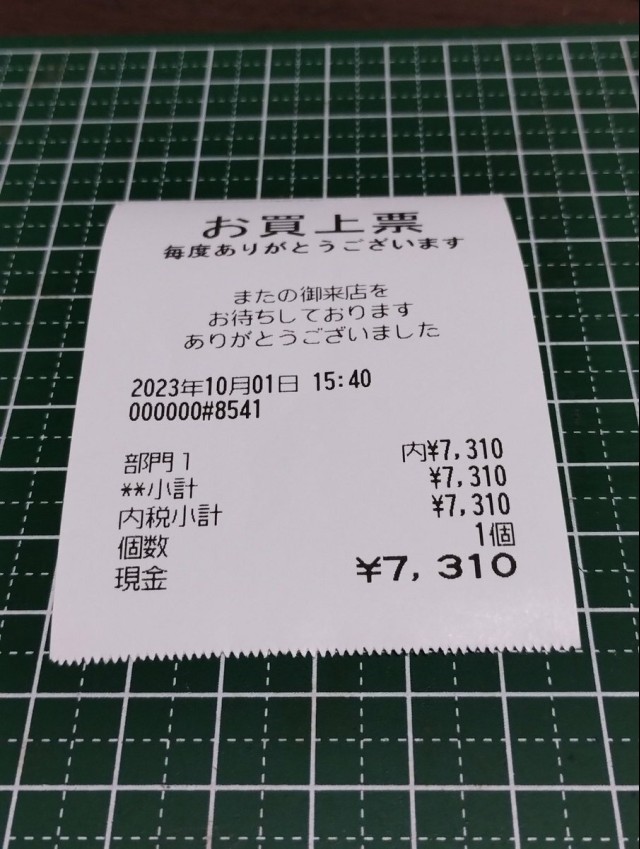 お買上票
毎度ありがとうございます
またの御来店を
お待ちしております
ありがとうございました
2023年10月01日 15:40
000000#8541
部門1 内¥7,310
**小計 ¥7,310
内税小計 ¥7,310
個数 1個
現金 ¥7,310